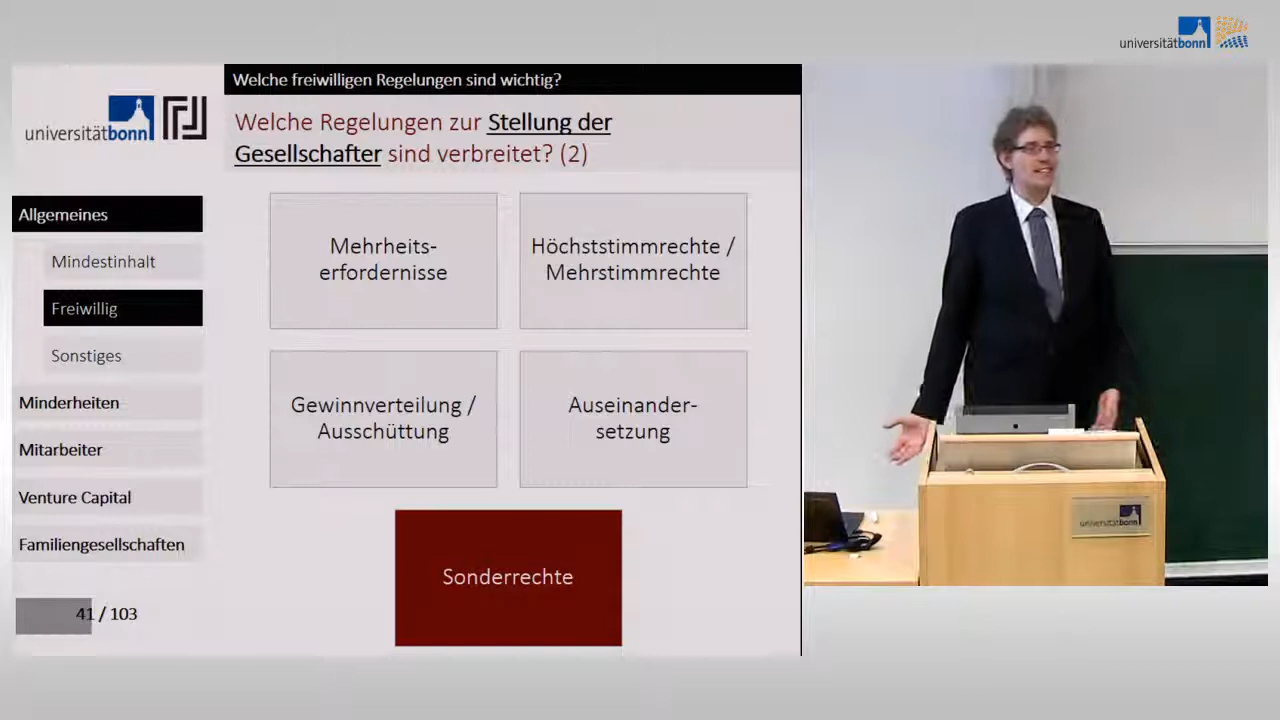 universitätbonn
Welche freiwilligen Regelungen sind wichtig?
universitätbonn
Welche Regelungen zur Stellung der
Gesellschafter sind verbreitet? (2)
Allgemeines
Mindestinhalt
Freiwillig
Sonstiges
Minderheiten
Mitarbeiter
Venture Capital
Familiengesellschaften
41 / 103
Mehrheits-
erfordernisse
Höchststimmrechte /
Mehrstimmrechte
Gewinnverteilung /
Ausschüttung
Auseinander-
setzung
Sonderrechte
universitätbonn